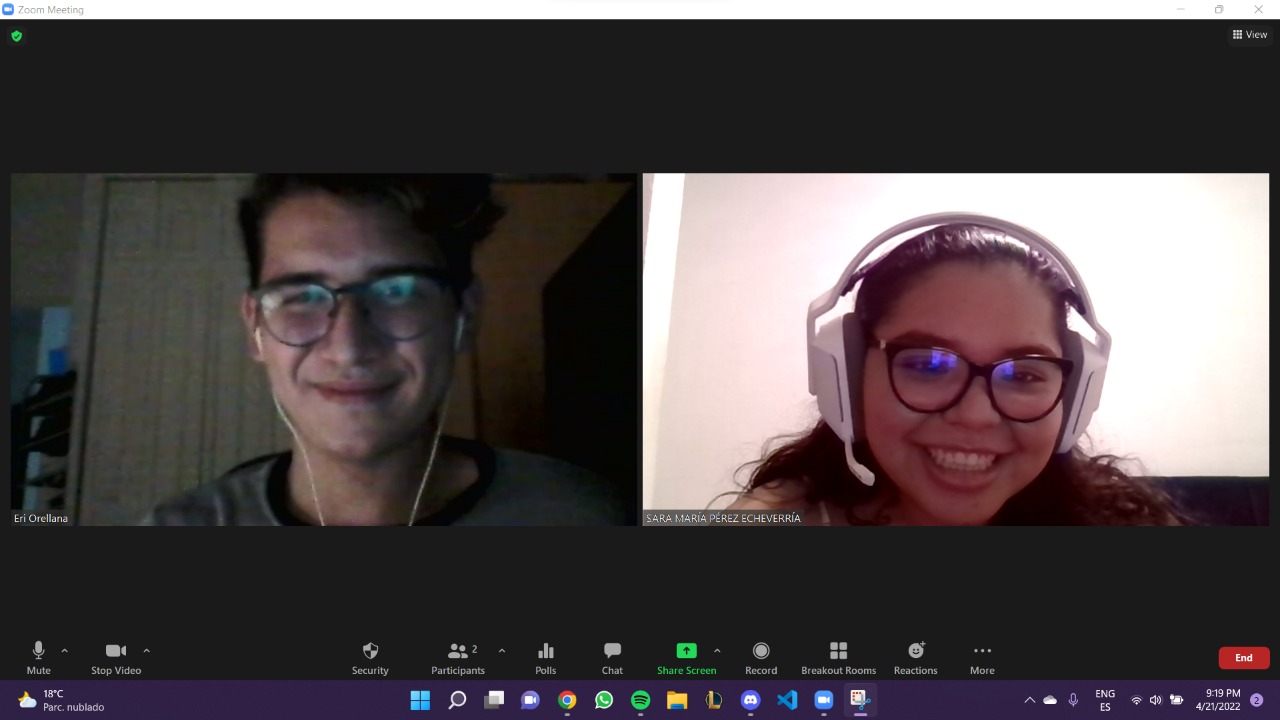 Zoom Meeting
View
Eri Orellana
SARA MARÍA PÉREZ ECHEVERRÍA
Mute
Stop Video
Security
2
Participants
Polls
Chat
Share Screen
Record
Breakout Rooms
Reactions
More
End
18°C
Parc. nublado
ENG
ES
9:19 PM
4/21/2022
2